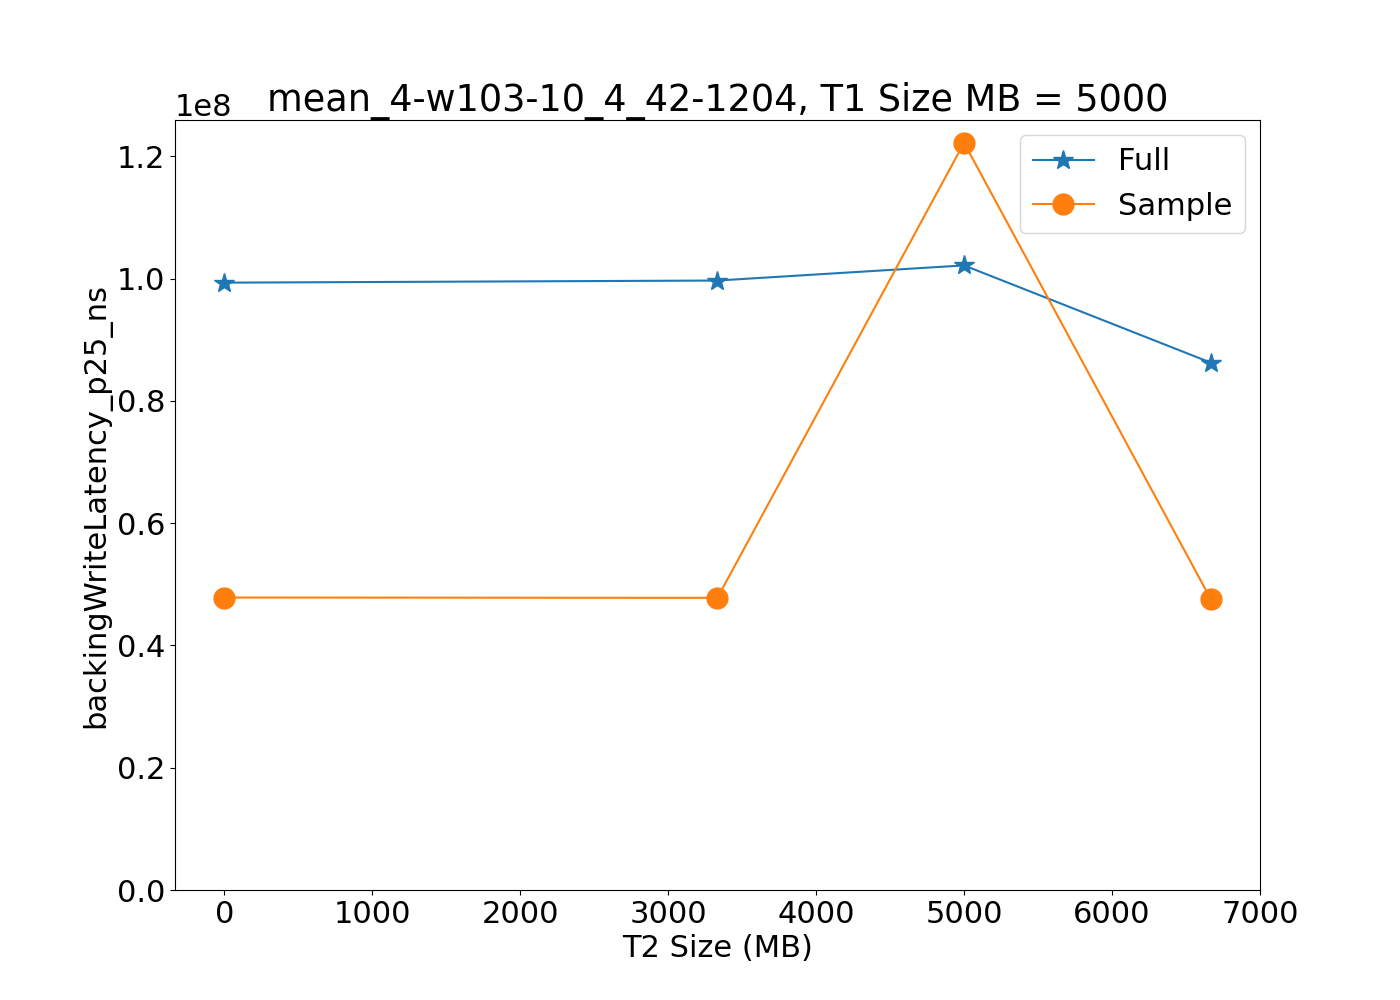 1e8
mean_4-w103-10_4_42-1204, T1 Size MB = 5000
Full
Sample
1.2
1.0
0.8
0.6
0.4
0.2
0.0
backingWriteLatency_p25_ns
0 1000 2000 3000 4000 5000 6000 7000
T2 Size (MB)